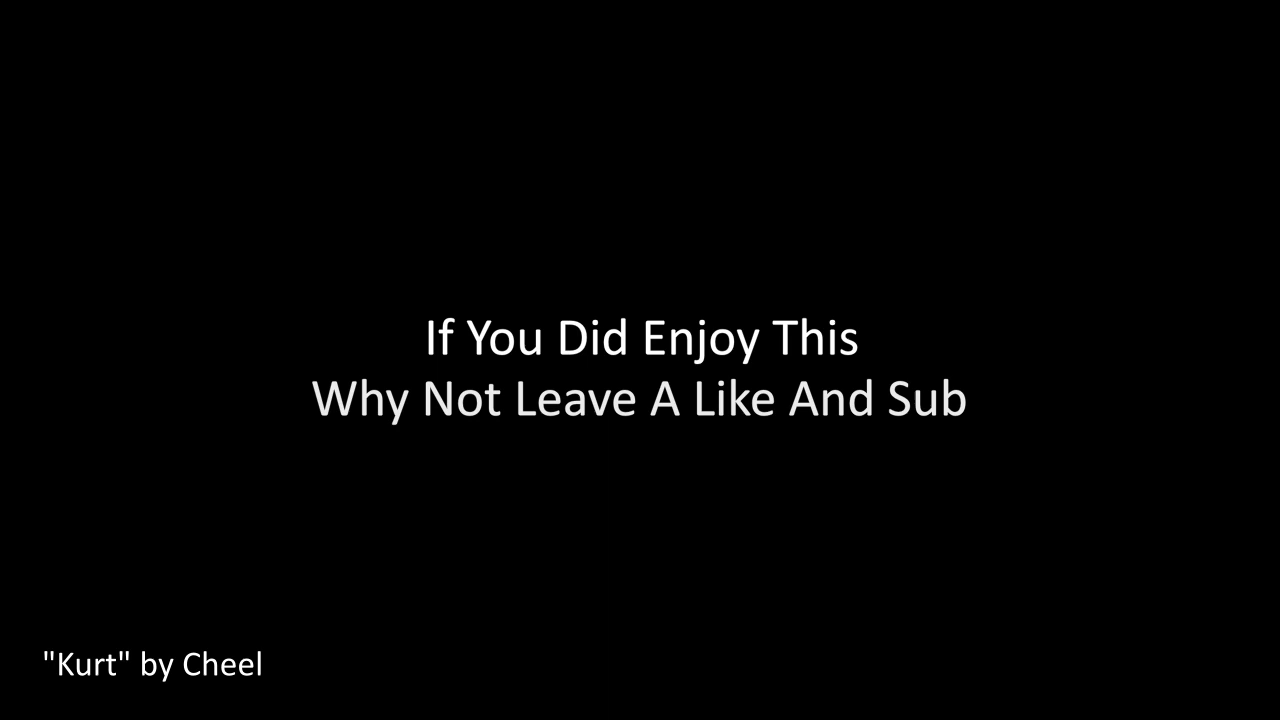 If You Did Enjoy This
Why Not Leave A Like And Sub
"Kurt" by Cheel